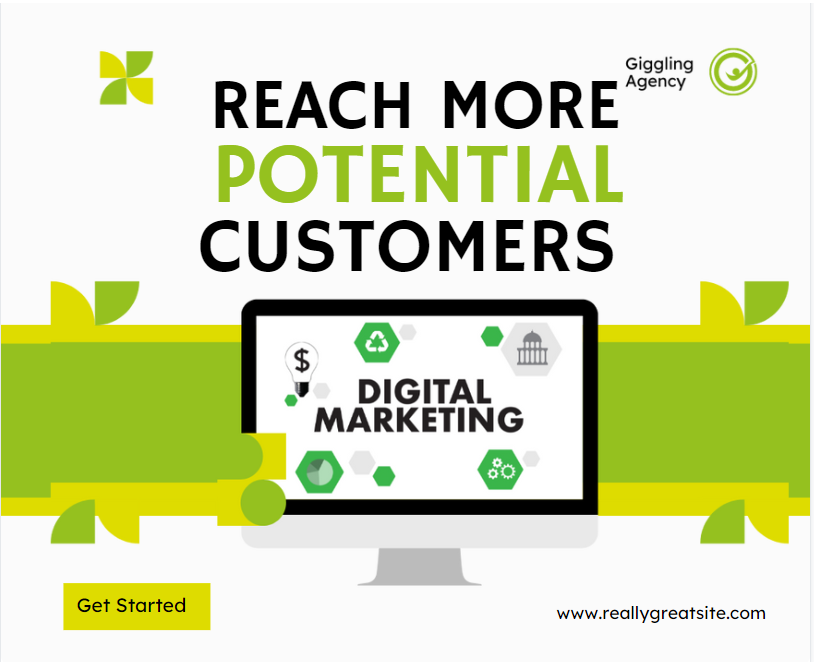 Giggling
Agency
REACH MORE
POTENTIAL
CUSTOMERS
$
DIGITAL
MARKETING
Get Started
www.reallygreatsite.com